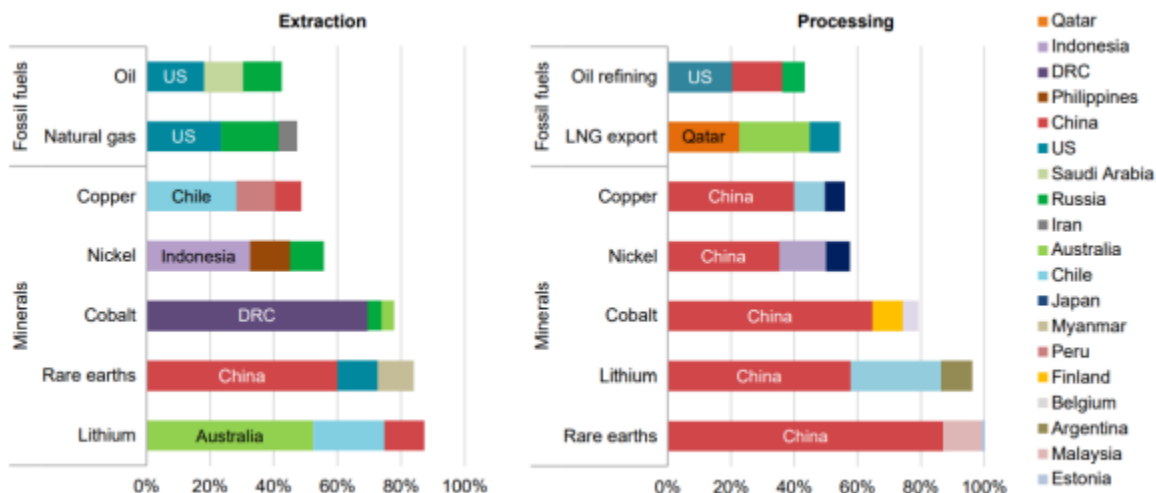 Extraction
Fossil fuels
Oil
US
Natural gas
US
Minerals
Copper
Chile
Nickel
Indonesia
Cobalt
DRC
Rare earths
China
Lithium
Australia
0% 20% 40% 60% 80% 100%
Processing
Fossil fuels
Oil refining
US
LNG export
Qatar
Minerals
Copper
China
Nickel
China
Cobalt
China
Lithium
China
Rare earths
China
0% 20% 40% 60% 80% 100%
Qatar
Indonesia
DRC
Philippines
China
US
Saudi Arabia
Russia
Iran
Australia
Chile
Japan
Myanmar
Peru
Finland
Belgium
Argentina
Malaysia
Estonia